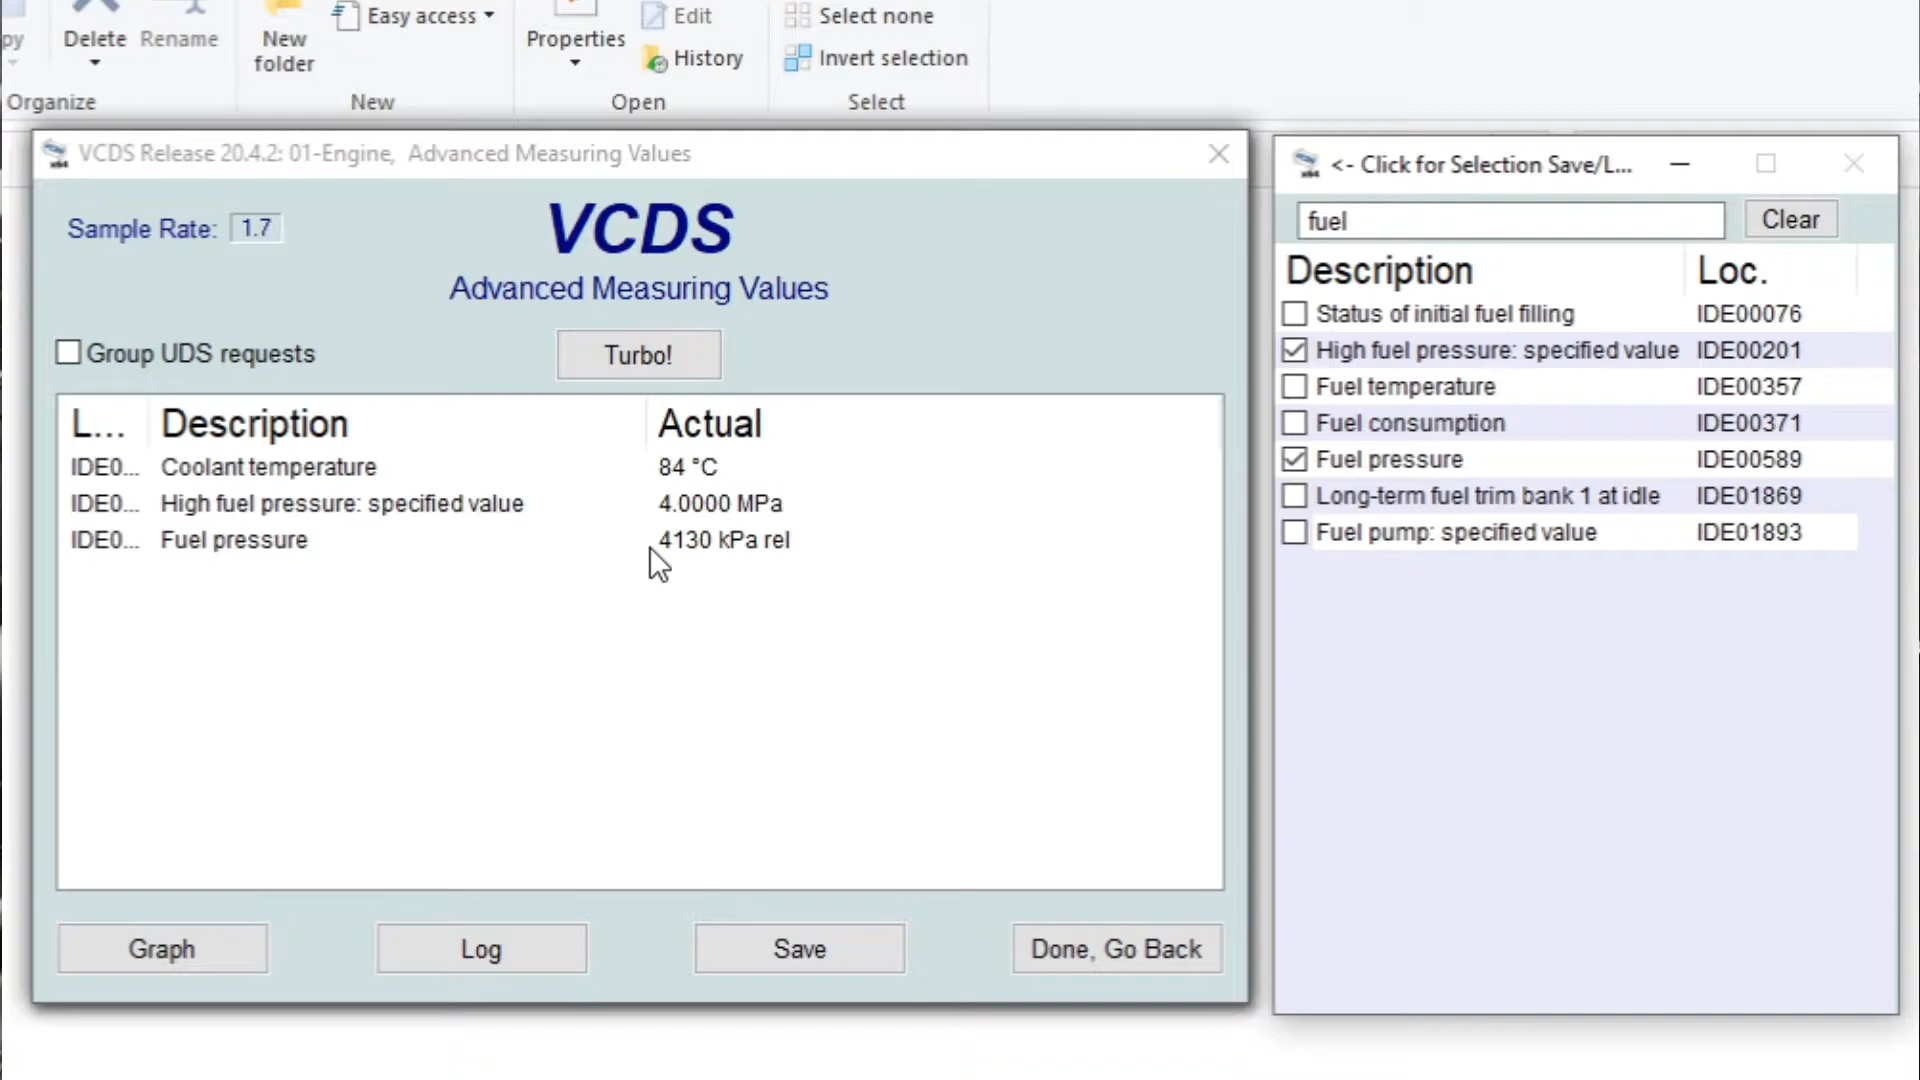 py
Delete
Rename
New folder
Easy access
Properties
Edit
History
Select none
Invert selection
Organize
New
Open
Select
VCDS Release 20.4.2: 01-Engine,  Advanced Measuring Values
Sample Rate: 1.7
VCDS
Advanced Measuring Values
Group UDS requests
Turbo!
L... Description Actual
IDE0... Coolant temperature 84 °C
IDE0... High fuel pressure: specified value 4.0000 MPa
IDE0... Fuel pressure 4130 kPa rel
Graph
Log
Save
Done, Go Back
<- Click for Selection Save/L...
fuel
Clear
Description Loc.
Status of initial fuel filling IDE00076
High fuel pressure: specified value IDE00201
Fuel temperature IDE00357
Fuel consumption IDE00371
Fuel pressure IDE00589
Long-term fuel trim bank 1 at idle IDE01869
Fuel pump: specified value IDE01893